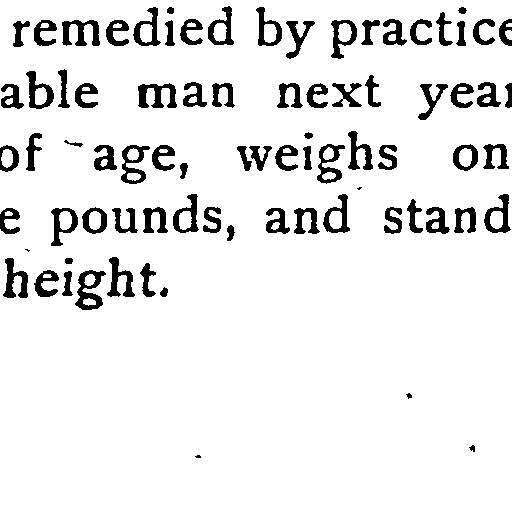 remedied by practice
able man next year
of age, weighs on
e pounds, and stand
height.